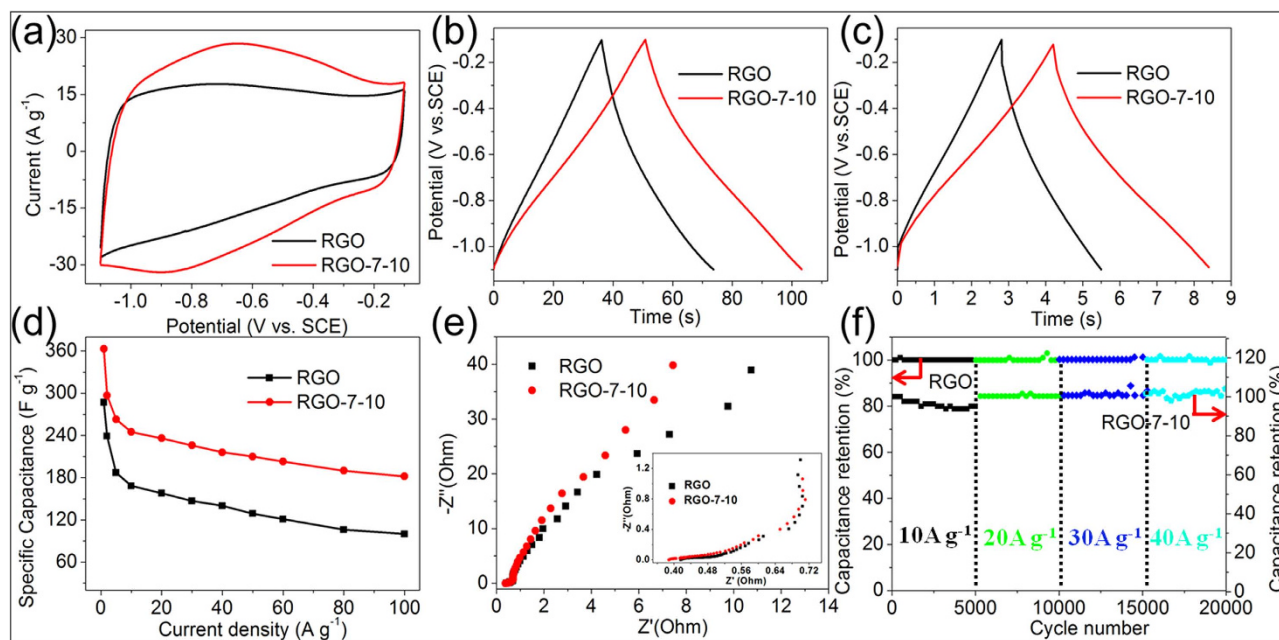 (a)
30
15
0
-15
-30
Current (A g⁻¹)
RGO
RGO-7-10
-1.0 -0.8 -0.6 -0.4 -0.2
Potential (V vs. SCE)
(b)
-0.2
-0.4
-0.6
-0.8
-1.0
Potential (V vs.SCE)
RGO
RGO-7-10
0 20 40 60 80 100
Time (s)
(c)
-0.2
-0.4
-0.6
-0.8
-1.0
Potential (V vs.SCE)
RGO
RGO-7-10
0 1 2 3 4 5 6 7 8 9
Time (s)
(d)
360
300
240
180
120
60
Specific Capacitance (F g⁻¹)
RGO
RGO-7-10
0 20 40 60 80 100
Current density (A g⁻¹)
(e)
40
30
20
10
0
-Z''(Ohm)
RGO
RGO-7-10
1.2
0.8
0.4
0.0
-Z''(Ohm)
RGO
RGO-7-10
0.40 0.48 0.56 0.64 0.72
Z' (Ohm)
0 2 4 6 8 10 12 14
Z'(Ohm)
(f)
100
80
60
40
20
0
Capacitance retention (%)
RGO
RGO-7-10
10A g⁻¹ 20A g⁻¹ 30A g⁻¹ 40A g⁻¹
120
100
80
60
40
20
0
Capacitance retention (%)
0 5000 10000 15000 20000
Cycle number